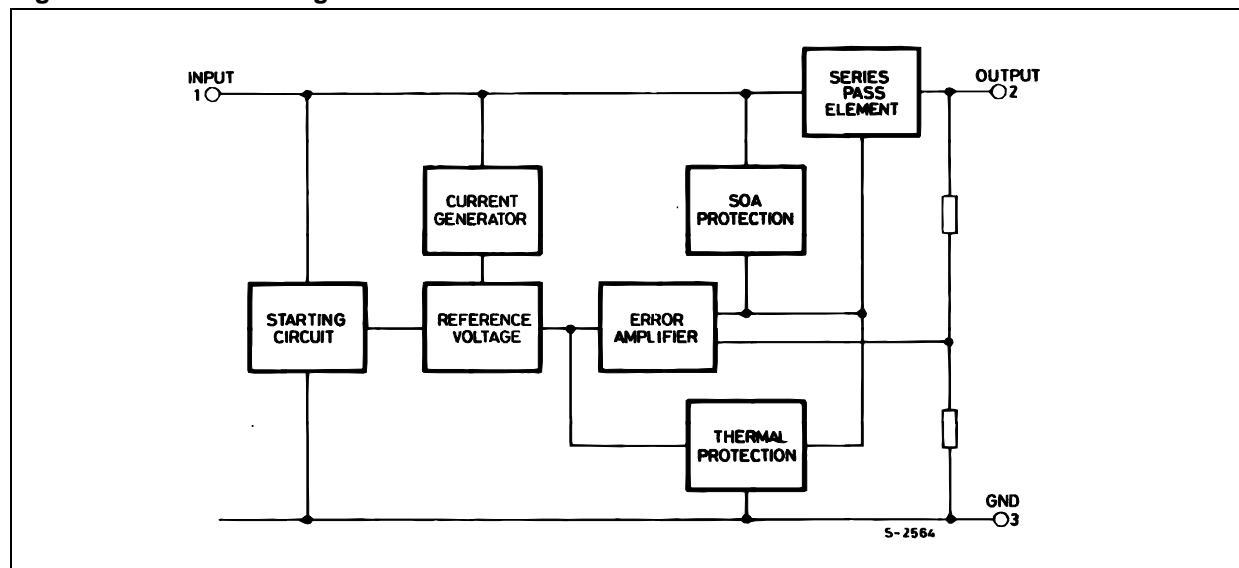 INPUT
1
SERIES
PASS
ELEMENT
OUTPUT
2
CURRENT
GENERATOR
SOA
PROTECTION
STARTING
CIRCUIT
REFERENCE
VOLTAGE
ERROR
AMPLIFIER
THERMAL
PROTECTION
GND
3
S-2564